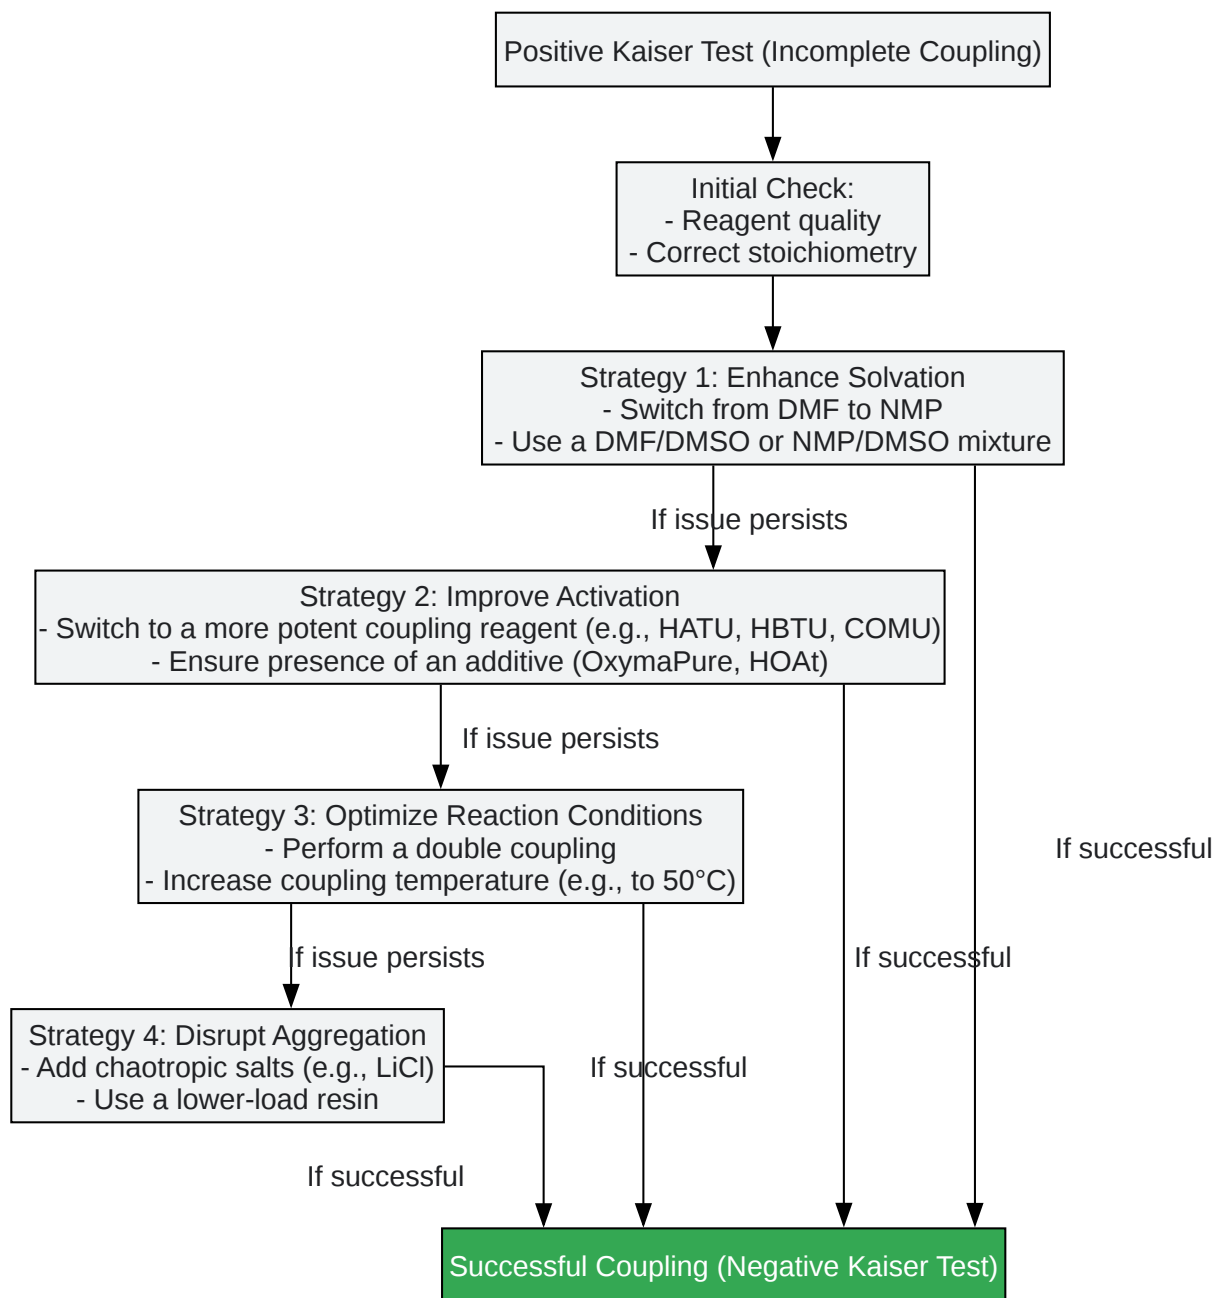 Positive Kaiser Test (Incomplete Coupling)
Initial Check:
- Reagent quality
- Correct stoichiometry
Strategy 1: Enhance Solvation
- Switch from DMF to NMP
- Use a DMF/DMSO or NMP/DMSO mixture
If issue persists
Strategy 2: Improve Activation
- Switch to a more potent coupling reagent (e.g., HATU, HBTU, COMU)
- Ensure presence of an additive (OxymaPure, HOAt)
If issue persists
Strategy 3: Optimize Reaction Conditions
- Perform a double coupling
- Increase coupling temperature (e.g., to 50°C)
If successful
If issue persists
If successful
Strategy 4: Disrupt Aggregation
- Add chaotropic salts (e.g., LiCl)
- Use a lower-load resin
If successful
If successful
Successful Coupling (Negative Kaiser Test)